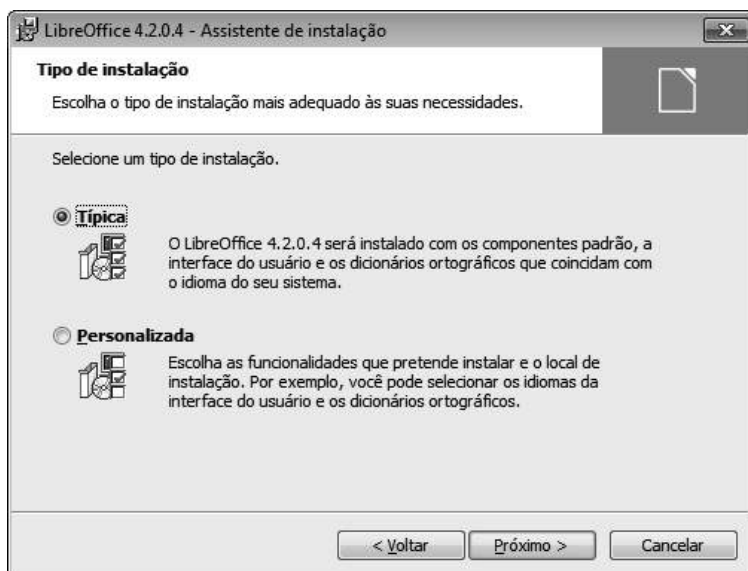 LibreOffice 4.2.0.4 - Assistente de instalação
Tipo de instalação
Escolha o tipo de instalação mais adequado às suas necessidades.
Selecione um tipo de instalação.
Típica
O LibreOffice 4.2.0.4 será instalado com os componentes padrão, a
interface do usuário e os dicionários ortográficos que coincidam com
o idioma do seu sistema.
Personalizada
Escolha as funcionalidades que pretende instalar e o local de
instalação. Por exemplo, você pode selecionar os idiomas da
interface do usuário e os dicionários ortográficos.
< Voltar
Próximo >
Cancelar